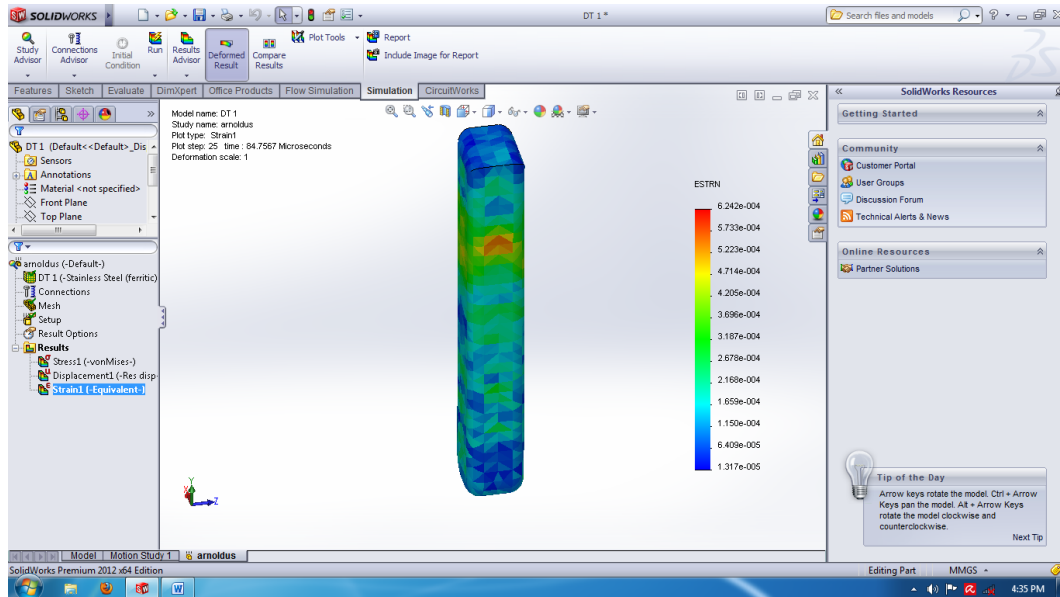 SOLIDWORKS
DT 1 *
Search files and models
Study Advisor
Connections Advisor
Initial Condition
Run
Results Advisor
Deformed Result
Compare Results
Plot Tools
Report
Include Image for Report
Features
Sketch
Evaluate
DimXpert
Office Products
Flow Simulation
Simulation
CircuitWorks
DT 1 (Default<<Default>_Dis
Sensors
Annotations
Material <not specified>
Front Plane
Top Plane
arnoldus (-Default-)
DT 1 (-Stainless Steel (ferritic)
Connections
Mesh
Setup
Result Options
Results
Stress1 (-vonMises-)
Displacement1 (-Res disp-
Strain1 (-Equivalent-)
Model name: DT 1
Study name: arnoldus
Plot type: Strain1
Plot step: 25 time : 84.7567 Microseconds
Deformation scale: 1
ESTRN
6.242e-004
5.733e-004
5.223e-004
4.714e-004
4.205e-004
3.696e-004
3.187e-004
2.678e-004
2.168e-004
1.659e-004
1.150e-004
6.409e-005
1.317e-005
Y
X
Z
SolidWorks Resources
Getting Started
Community
Customer Portal
User Groups
Discussion Forum
Technical Alerts & News
Online Resources
Partner Solutions
Tip of the Day
Arrow keys rotate the model. Ctrl + Arrow
Keys pan the model. Alt + Arrow Keys
rotate the model clockwise and
counterclockwise.
Next Tip
Model
Motion Study 1
arnoldus
SolidWorks Premium 2012 x64 Edition
Editing Part
MMGS
4:35 PM